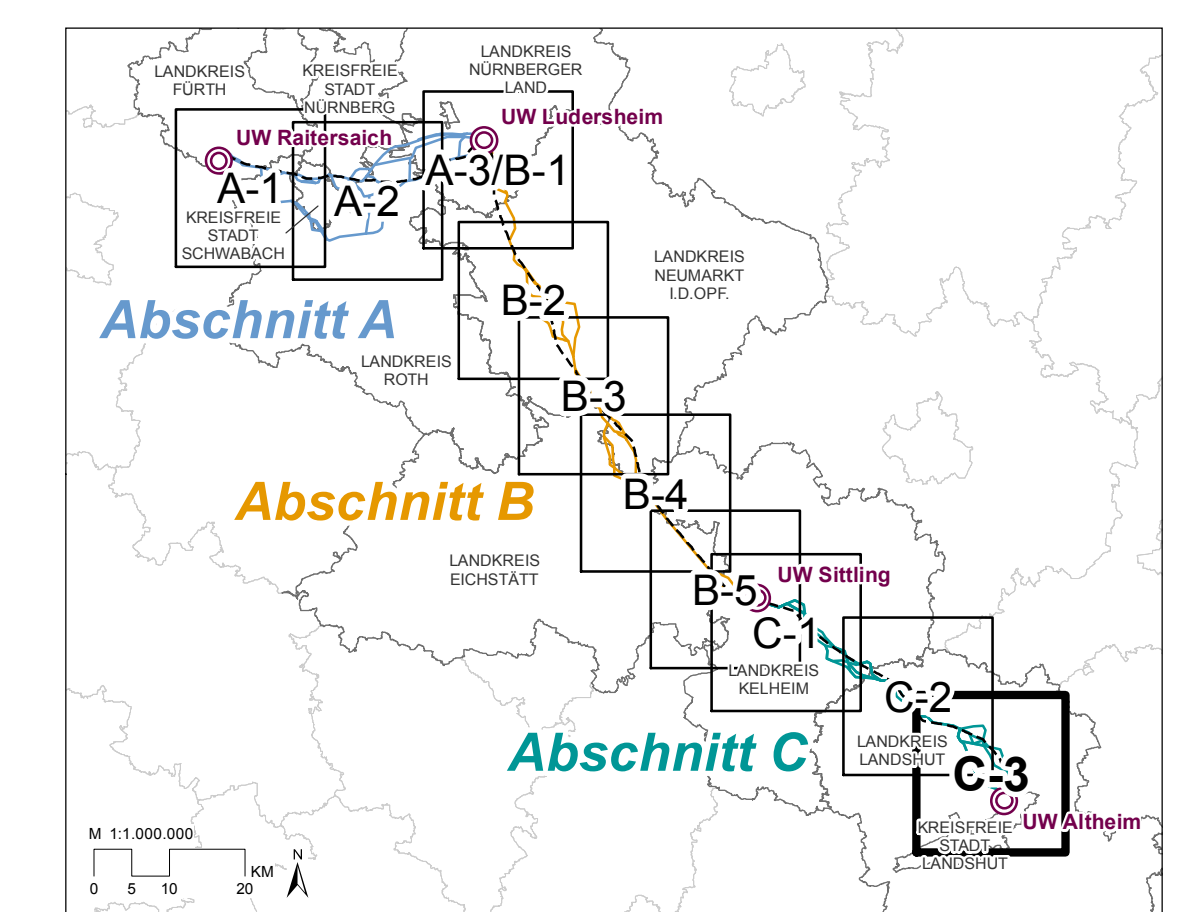 LANDKREIS
FÜRTH
KREISFREIE
STADT
NÜRNBERG
LANDKREIS
NÜRNBERGER
LAND
UW Raitersaich
UW Ludersheim
A-1
A-2
A-3/B-1
KREISFREIE
STADT
SCHWABACH
LANDKREIS
NEUMARKT
I.D.OPF.
B-2
Abschnitt A
LANDKREIS
ROTH
B-3
Abschnitt B
B-4
LANDKREIS
EICHSTÄTT
B-5
UW Sittling
C-1
LANDKREIS
KELHEIM
C-2
Abschnitt C
LANDKREIS
LANDSHUT
C-3
UW Altheim
KREISFREIE
STADT
LANDSHUT
M 1:1.000.000
KM
N
0 5 10 20